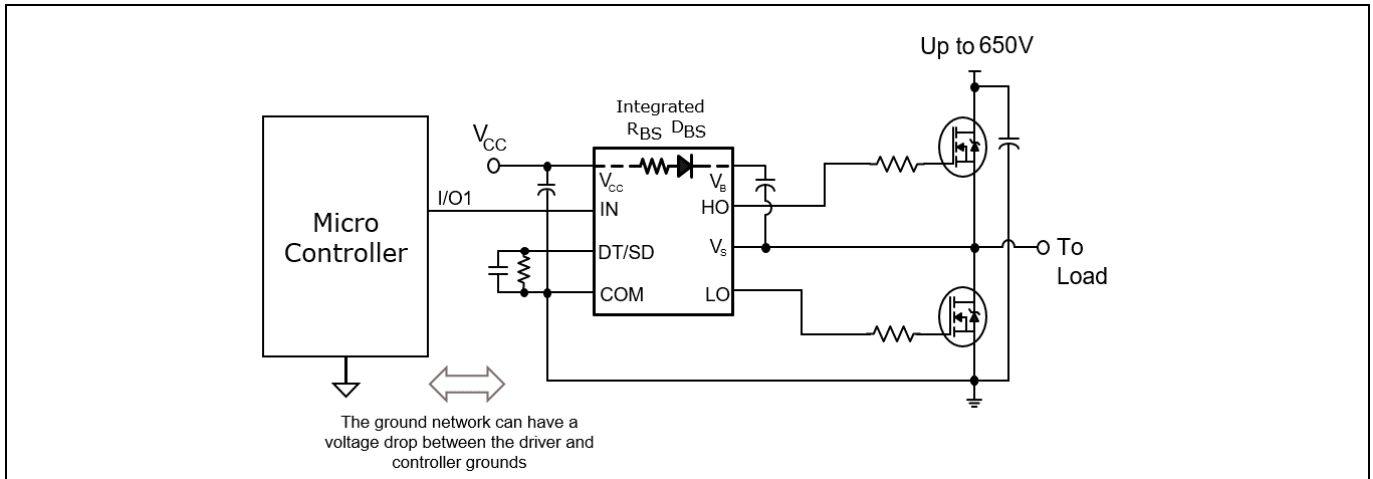 Up to 650V
Integrated
RBS DBS
VCC
Micro
Controller
I/O1
VCC
VB
IN
HO
DT/SD
VS
COM
LO
To
Load
The ground network can have a
voltage drop between the driver and
controller grounds